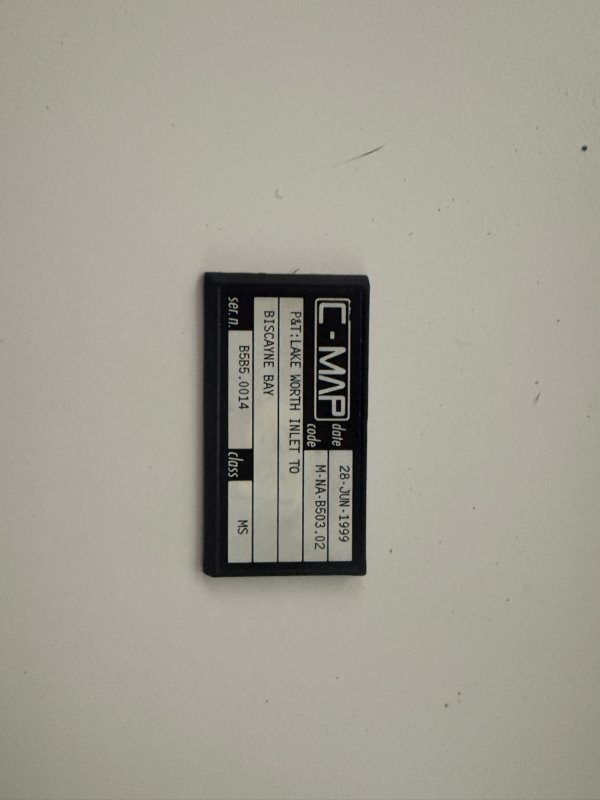 C-MAP
date 28-JUN-1999
code M-NA-B503.02
P&T:LAKE WORTH INLET TO
BISCAYNE BAY
ser.n. B5B5.0014 class MS